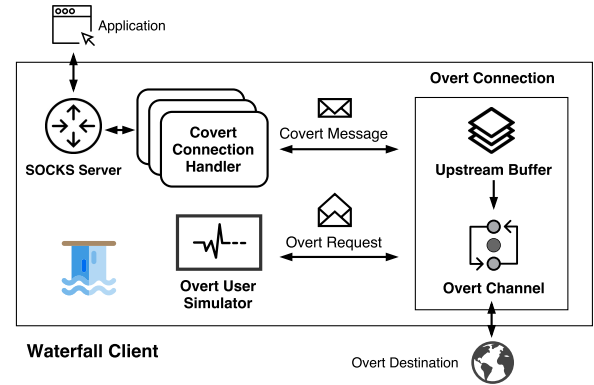 Application
Overt Connection
SOCKS Server
Covert
Connection
Handler
Covert Message
Upstream Buffer
Overt User
Simulator
Overt Request
Overt Channel
Waterfall Client
Overt Destination